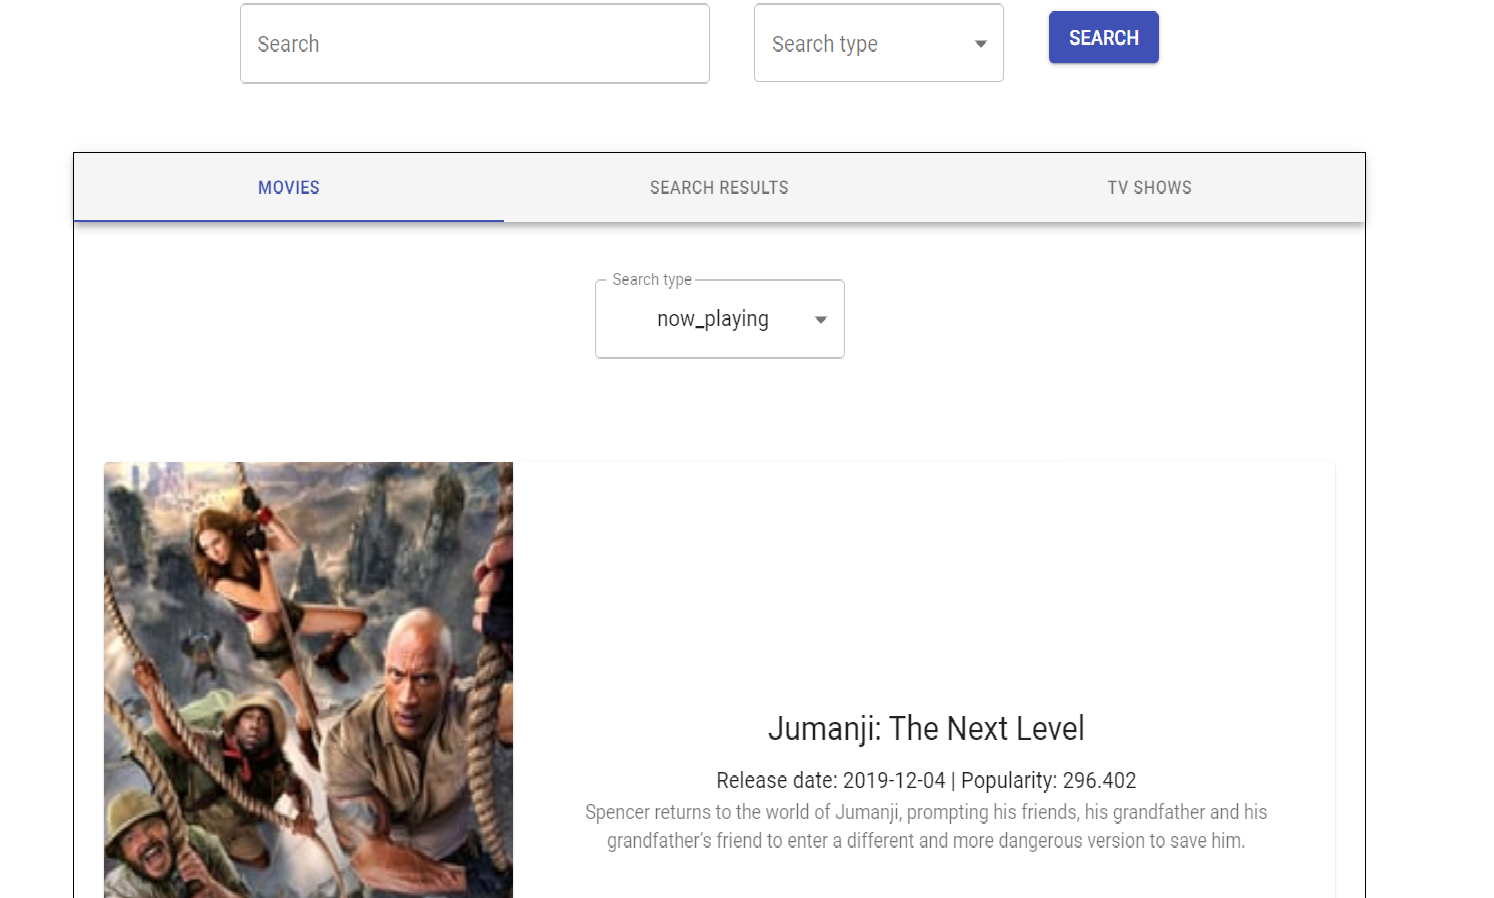 Search
Search type
SEARCH
MOVIES
SEARCH RESULTS
TV SHOWS
Search type
now_playing
Jumanji: The Next Level
Release date: 2019-12-04 | Popularity: 296.402
Spencer returns to the world of Jumanji, prompting his friends, his grandfather and his
grandfather's friend to enter a different and more dangerous version to save him.